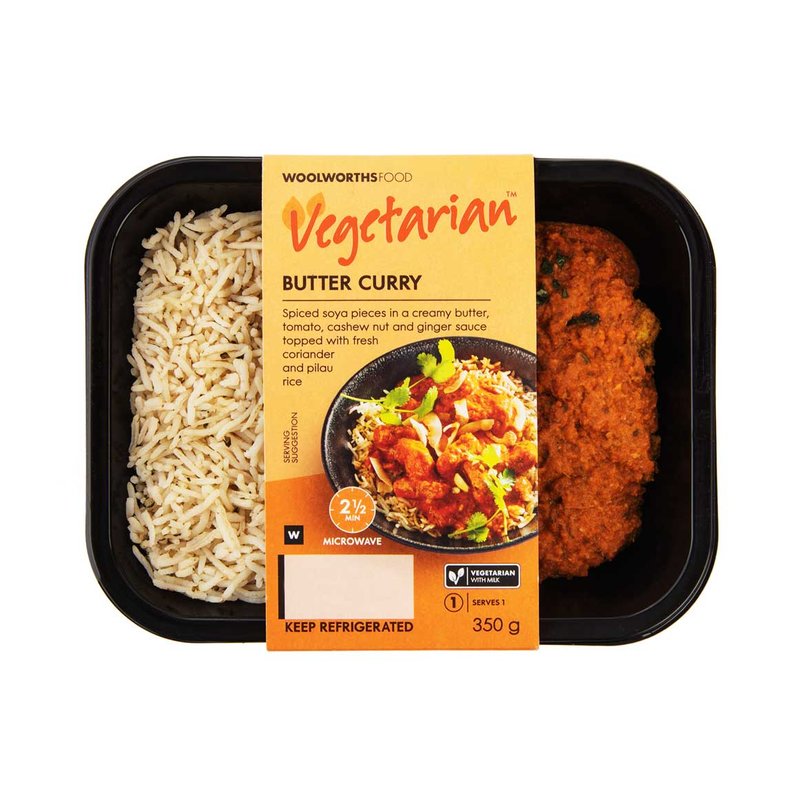 WOOLWORTHSFOOD
Vegetarian™
BUTTER CURRY
Spiced soya pieces in a creamy butter,
tomato, cashew nut and ginger sauce
topped with fresh
coriander
and pilau
rice
SERVING
SUGGESTION
2½
MIN
W
MICROWAVE
VEGETARIAN
WITH MILK
1 SERVES 1
KEEP REFRIGERATED
350 g